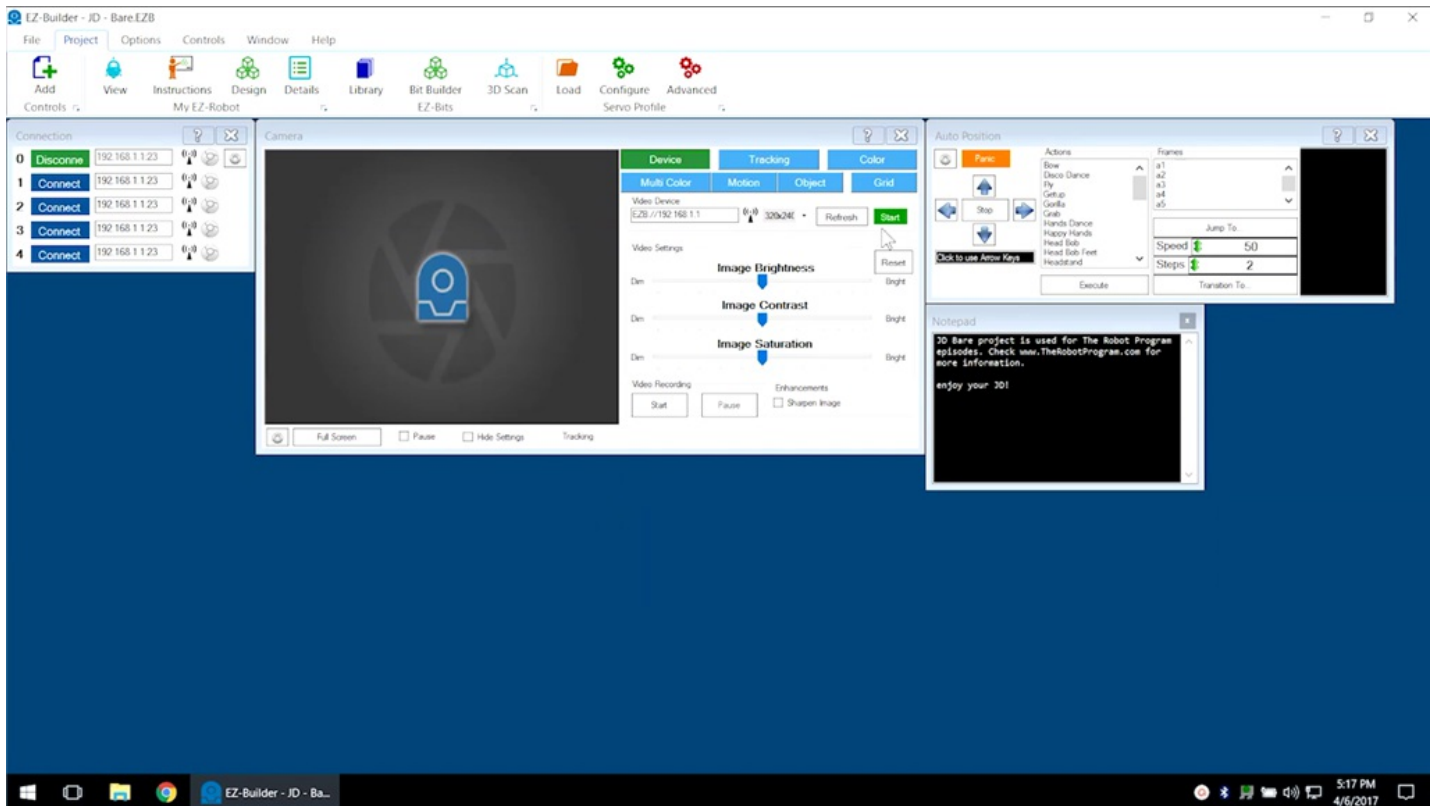 EZ-Builder - JD - Bare.EZB
File Project Options Controls Window Help
Add View Instructions Design Details Library Bit Builder 3D Scan Load Configure Advanced
Controls My EZ-Robot EZ-Bits Servo Profile
Connection
0 Disconne 192.168.1.1:23
1 Connect 192.168.1.1:23
2 Connect 192.168.1.1:23
3 Connect 192.168.1.1:23
4 Connect 192.168.1.1:23
Camera
Device Tracking Color
Multi Color Motion Object Grid
Video Device
EZB://192.168.1.1 320x240 Refresh Start
Video Settings
Reset
Image Brightness
Dim Bright
Image Contrast
Dim Bright
Image Saturation
Dim Bright
Video Recording Enhancements
Start Pause Sharpen Image
Full Screen Pause Hide Settings Tracking
Auto Position
Panic
Stop
Click to use Arrow Keys
Actions
Bow
Disco Dance
Fly
Getup
Gorilla
Grab
Hands Dance
Happy Hands
Head Bob
Head Bob Feet
Headstand
Execute
Frames
a1
a2
a3
a4
a5
Jump To..
Speed 50
Steps 2
Transition To..
Notepad
JD Bare project is used for The Robot Program
episodes. Check www.TheRobotProgram.com for
more information.
enjoy your JD!
EZ-Builder - JD - Ba...
5:17 PM
4/6/2017